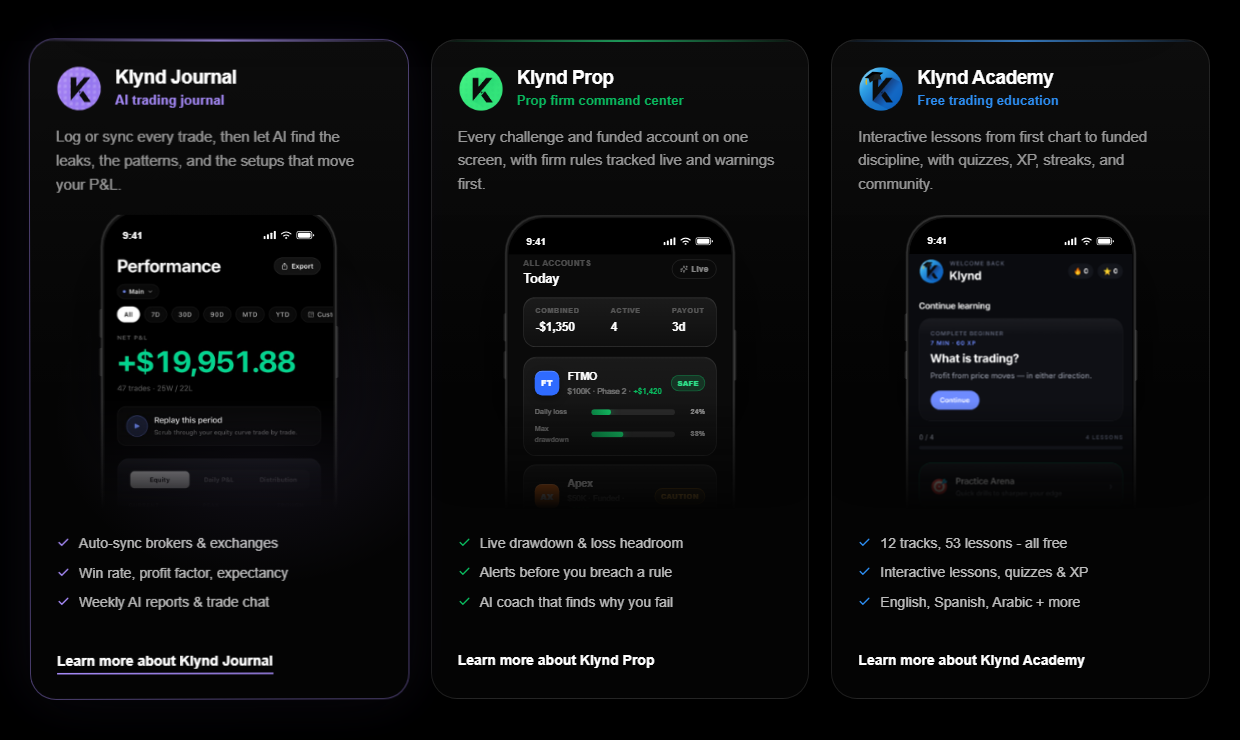 Klynd Journal
AI trading journal
Log or sync every trade, then let AI find the
leaks, the patterns, and the setups that move
your P&L.
9:41
Performance
Export
Main
All 7D 30D 90D MTD YTD Cust
NET P&L
+$19,951.88
47 trades · 25W / 22L
Replay this period
Scrub through your equity curve trade by trade.
Equity Daily P&L Distribution
Auto-sync brokers & exchanges
Win rate, profit factor, expectancy
Weekly AI reports & trade chat
Learn more about Klynd Journal
Klynd Prop
Prop firm command center
Every challenge and funded account on one
screen, with firm rules tracked live and warnings
first.
9:41
ALL ACCOUNTS
Today
Live
COMBINED ACTIVE PAYOUT
-$1,350 4 3d
FT
FTMO
$100K · Phase 2 · +$1,420
SAFE
Daily loss 24%
Max
drawdown
38%
Apex
CAUTION
Live drawdown & loss headroom
Alerts before you breach a rule
AI coach that finds why you fail
Learn more about Klynd Prop
Klynd Academy
Free trading education
Interactive lessons from first chart to funded
discipline, with quizzes, XP, streaks, and
community.
9:41
WELCOME BACK
Klynd
0 0
Continue learning
COMPLETE BEGINNER
7 MIN · 60 XP
What is trading?
Profit from price moves — in either direction.
Continue
0 / 4 4 LESSONS
Practice Arena
12 tracks, 53 lessons - all free
Interactive lessons, quizzes & XP
English, Spanish, Arabic + more
Learn more about Klynd Academy